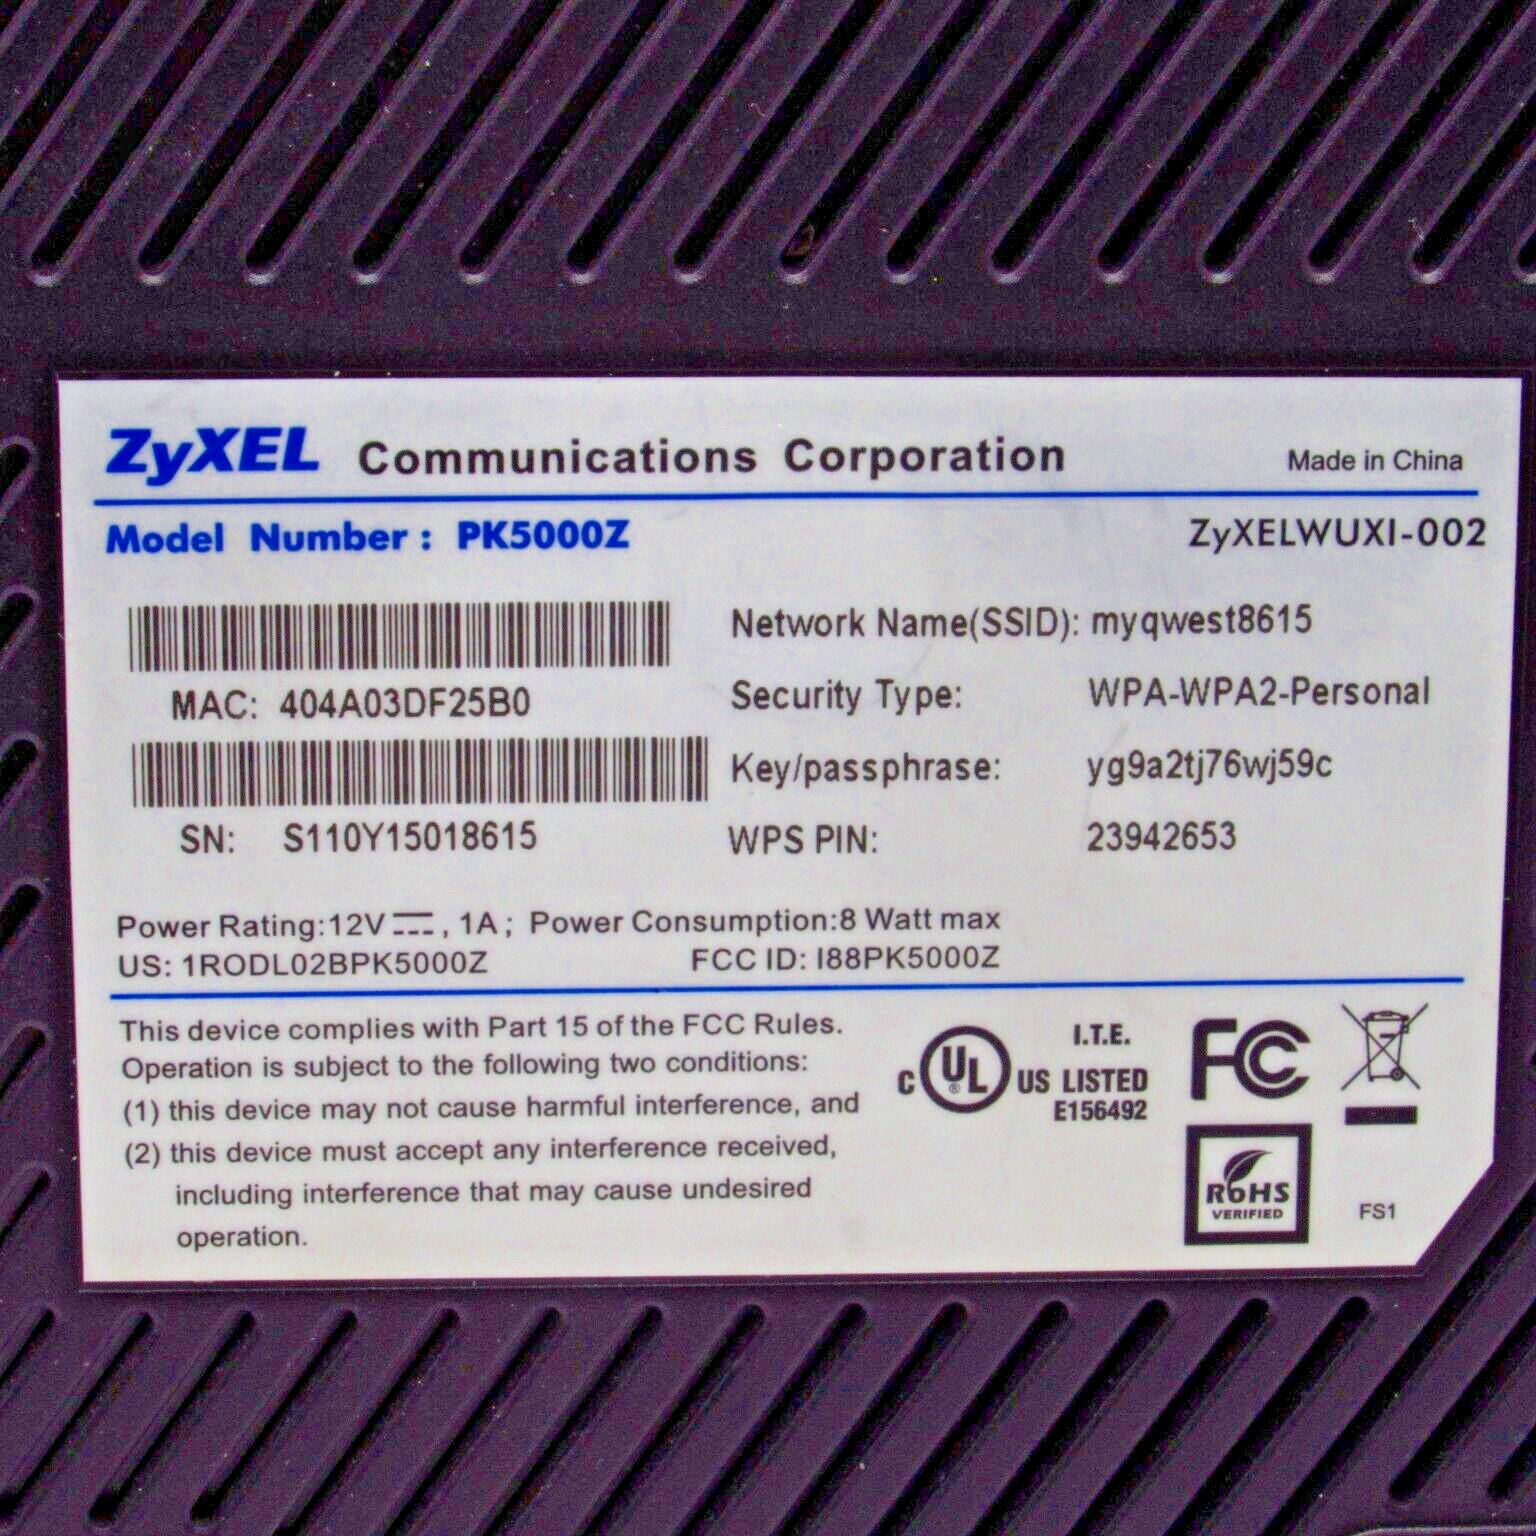 ZyXEL Communications Corporation Made in China
Model Number: PK5000Z ZyXELWUXI-002
Network Name(SSID): myqwest8615
MAC: 404A03DF25B0
Security Type: WPA-WPA2-Personal
Key/passphrase: yg9a2tj76wj59c
SN: S110Y15018615
WPS PIN: 23942653
Power Rating:12V, 1A; Power Consumption:8 Watt max
US: 1RODL02BPK5000Z FCC ID: I88PK5000Z
This device complies with Part 15 of the FCC Rules.
Operation is subject to the following two conditions:
(1) this device may not cause harmful interference, and
(2) this device must accept any interference received,
including interference that may cause undesired
operation.
I.T.E.
C UL ® US LISTED
E156492
FC
RoHS
VERIFIED
FS1